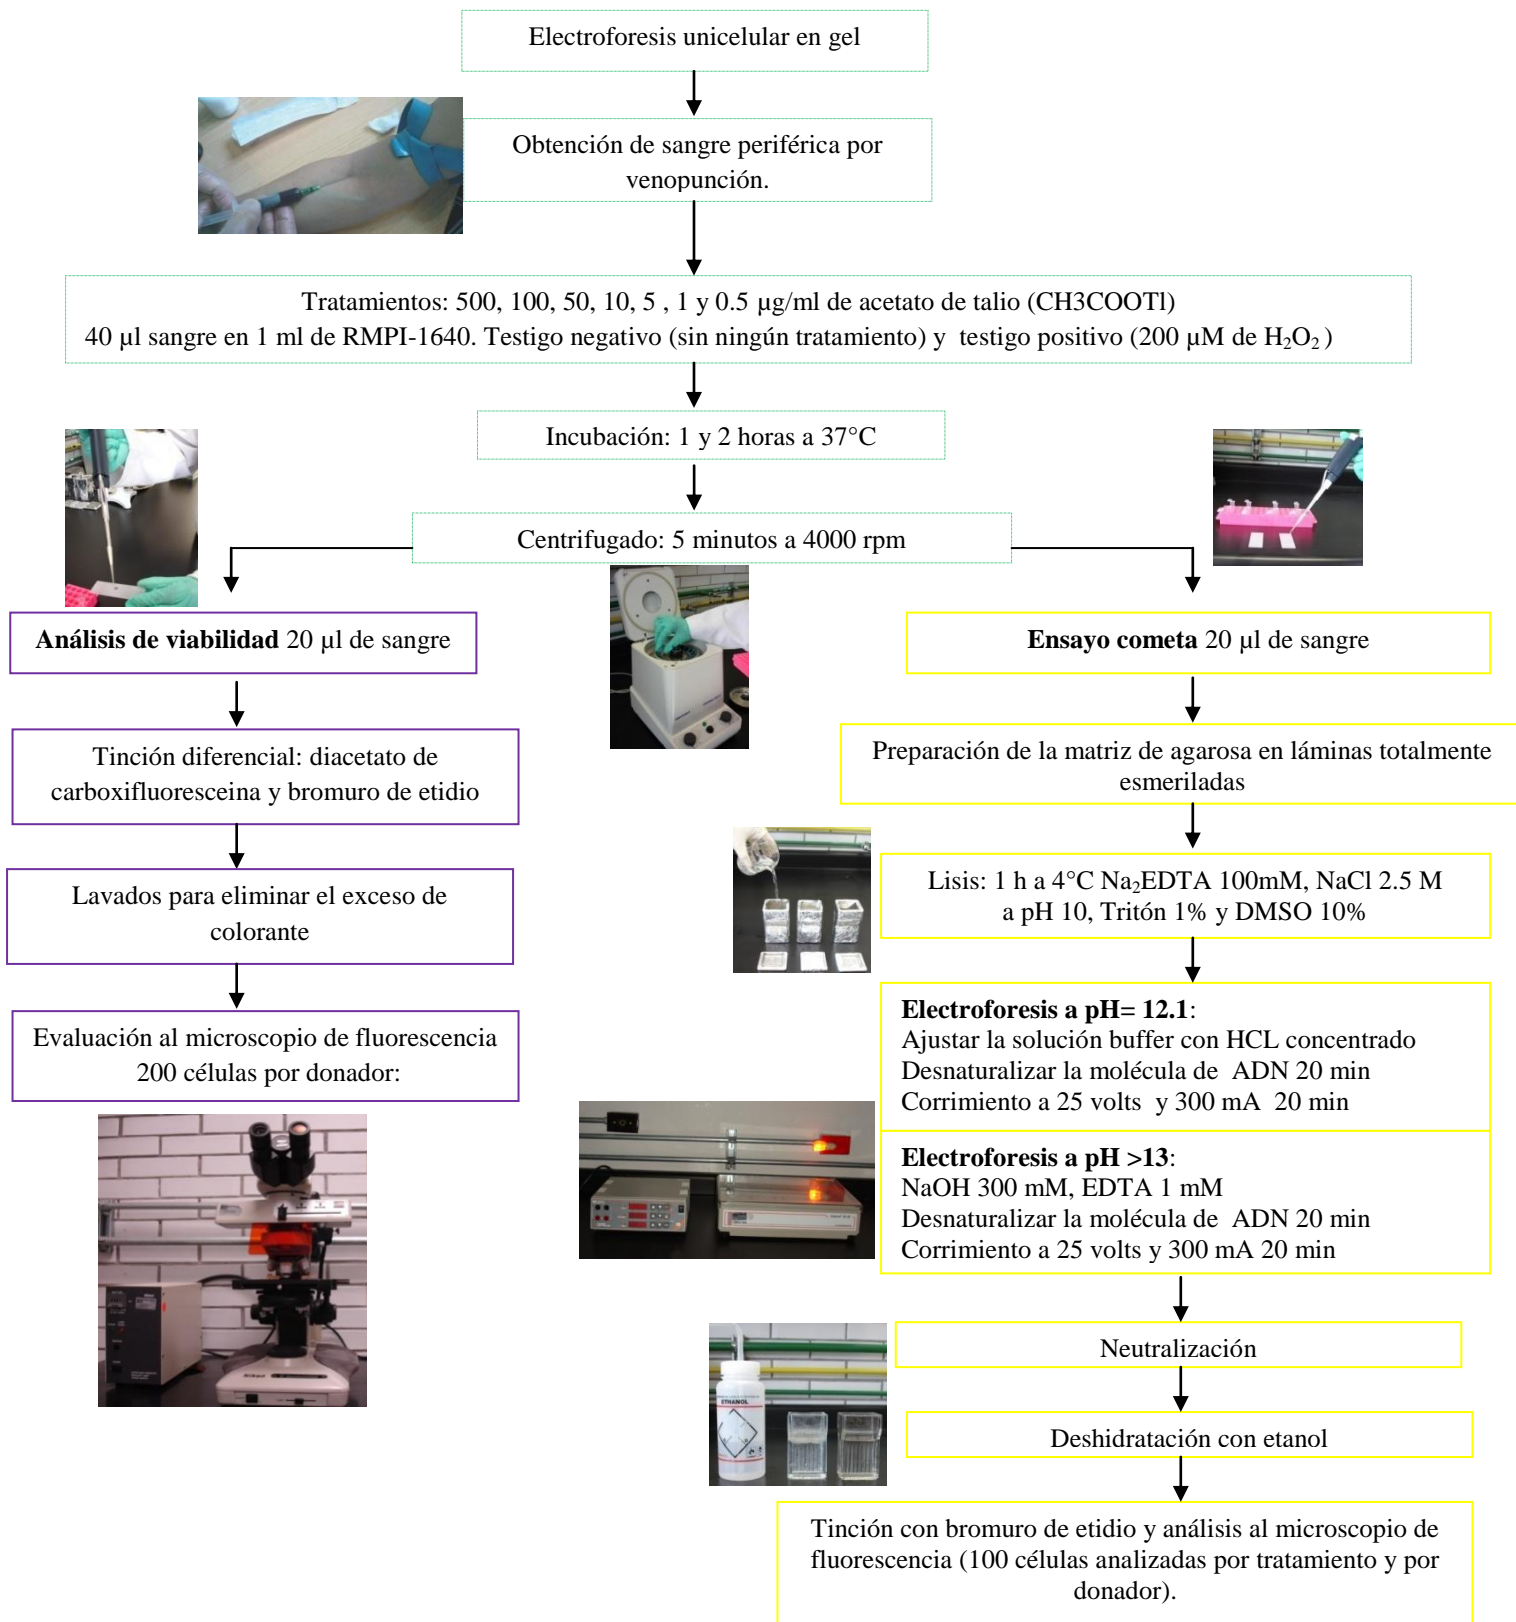 Electroforesis unicelular en gel
Obtención de sangre periférica por
venopunción.
Tratamientos: 500, 100, 50, 10, 5 , 1 y 0.5 µg/ml de acetato de talio (CH3COOTl)
40 µl sangre en 1 ml de RMPI-1640. Testigo negativo (sin ningún tratamiento) y testigo positivo (200 µM de H₂O₂ )
Incubación: 1 y 2 horas a 37°C
Centrifugado: 5 minutos a 4000 rpm
Análisis de viabilidad 20 µl de sangre
Tinción diferencial: diacetato de
carboxifluoresceina y bromuro de etidio
Lavados para eliminar el exceso de
colorante
Evaluación al microscopio de fluorescencia
200 células por donador:
Nikon
Ensayo cometa 20 µl de sangre
Preparación de la matriz de agarosa en láminas totalmente
esmeriladas
Lisis: 1 h a 4°C Na₂EDTA 100mM, NaCl 2.5 M
a pH 10, Tritón 1% y DMSO 10%
Electroforesis a pH= 12.1:
Ajustar la solución buffer con HCL concentrado
Desnaturalizar la molécula de ADN 20 min
Corrimiento a 25 volts y 300 mA 20 min
Electroforesis a pH >13:
NaOH 300 mM, EDTA 1 mM
Desnaturalizar la molécula de ADN 20 min
Corrimiento a 25 volts y 300 mA 20 min
Neutralización
ETHANOL
Deshidratación con etanol
Tinción con bromuro de etidio y análisis al microscopio de
fluorescencia (100 células analizadas por tratamiento y por
donador).